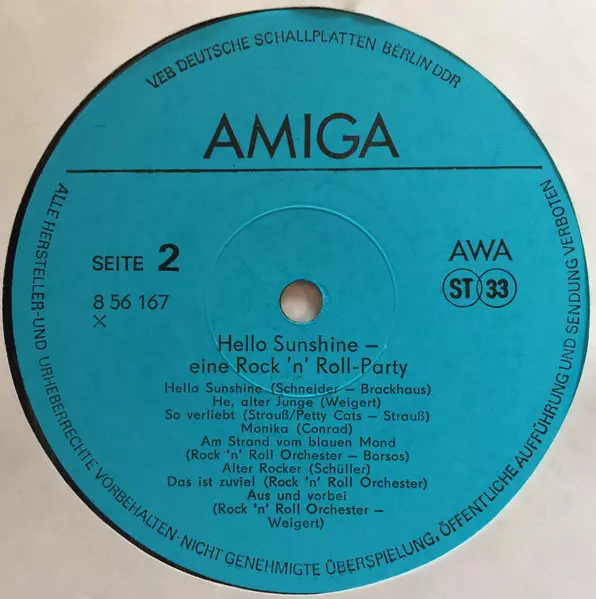 VEB DEUTSCHE SCHALLPLATTEN BERLIN DDR
AMIGA
SEITE 2
AWA
8 56 167
ST 33
X
Hello Sunshine –
eine Rock 'n' Roll-Party
Hello Sunshine (Schneider – Brackhaus)
He, alter Junge (Weigert)
So verliebt (Strauß/Petty Cats – Strauß)
Monika (Conrad)
Am Strand vom blauen Mond
(Rock 'n' Roll Orchester – Borsos)
Alter Rocker (Schüller)
Das ist zuviel (Rock 'n' Roll Orchester)
Aus und vorbei
(Rock 'n' Roll Orchester –
Weigert)
ALLE HERSTELLER-UND URHEBERRECHTE VORBEHALTEN·NICHT GENEHMIGTE ÜBERSPIELUNG, ÖFFENTLICHE AUFFÜHRUNG UND SENDUNG VERBOTEN